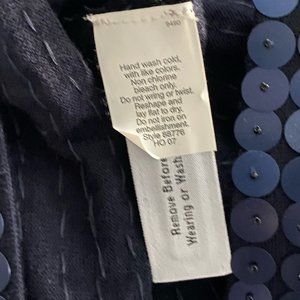 9480
Hand wash cold,
with like colors.
Non chlorine
bleach only.
Do not wring or twist.
Reshape and
lay flat to dry.
Do not iron on
embellishment.
Style 88776
HO 07
Remove Before
Wearing or Wash